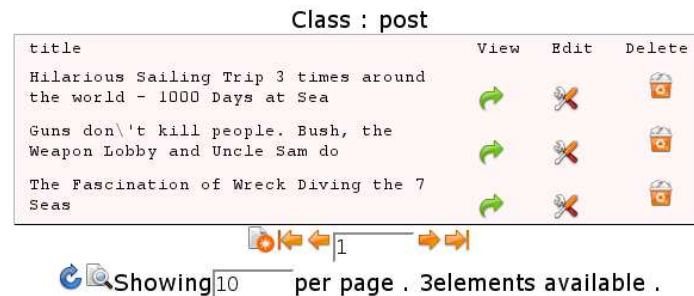 Class : post
title View Edit Delete
Hilarious Sailing Trip 3 times around
the world - 1000 Days at Sea
Guns don\'t kill people. Bush, the
Weapon Lobby and Uncle Sam do
The Fascination of Wreck Diving the 7
Seas
1
Showing 10 per page . 3elements available .